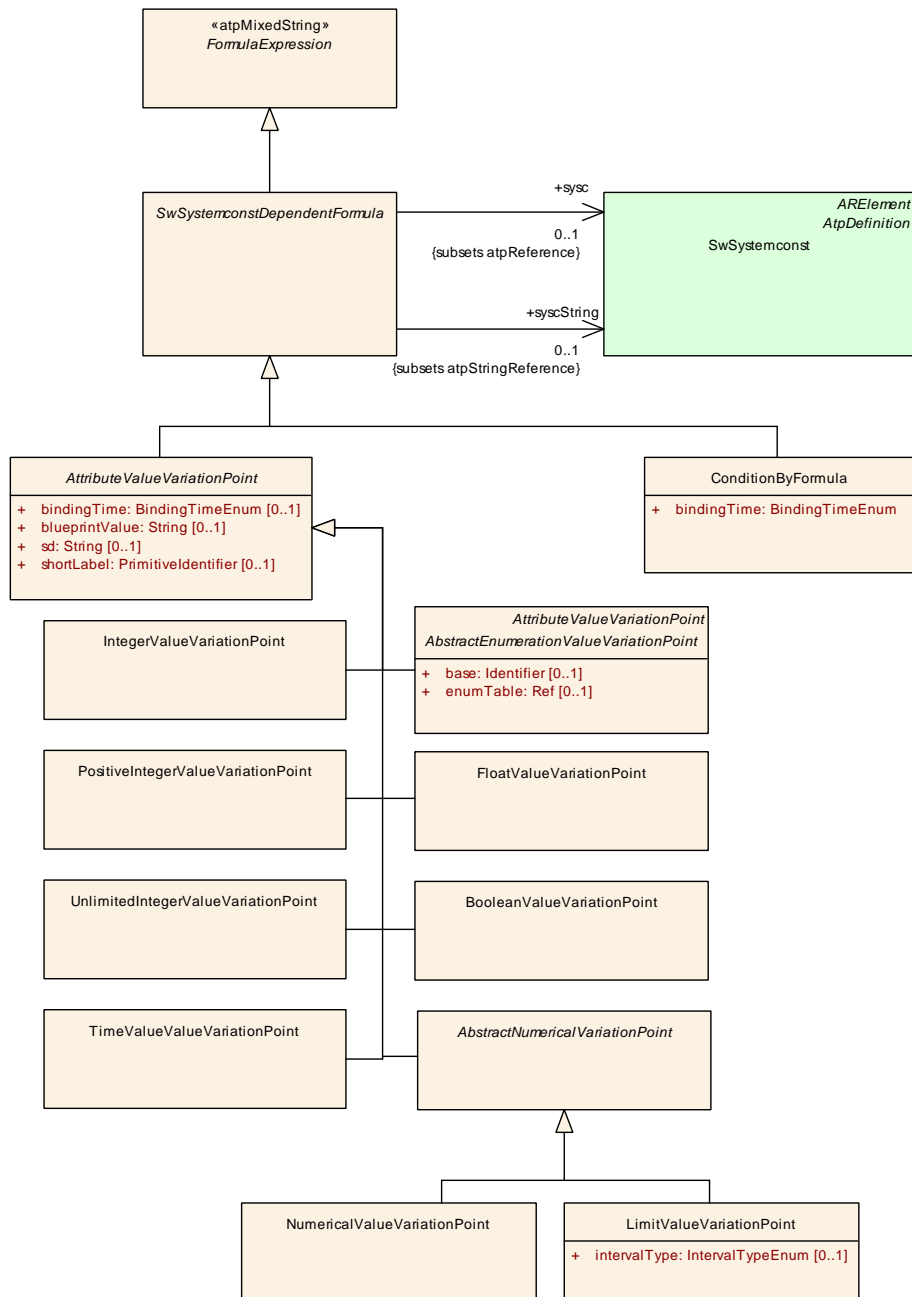 «atpMixedString»
FormulaExpression
SwSystemconstDependentFormula
+sysc
0..1
{subsets atpReference}
ARElement
AtpDefinition
SwSystemconst
+syscString
0..1
{subsets atpStringReference}
AttributeValueVariationPoint
+ bindingTime: BindingTimeEnum [0..1]
+ blueprintValue: String [0..1]
+ sd: String [0..1]
+ shortLabel: PrimitiveIdentifier [0..1]
ConditionByFormula
+ bindingTime: BindingTimeEnum
IntegerValueVariationPoint
AttributeValueVariationPoint
AbstractEnumerationValueVariationPoint
+ base: Identifier [0..1]
+ enumTable: Ref [0..1]
PositiveIntegerValueVariationPoint
FloatValueVariationPoint
UnlimitedIntegerValueVariationPoint
BooleanValueVariationPoint
TimeValueValueVariationPoint
AbstractNumericalVariationPoint
NumericalValueVariationPoint
LimitValueVariationPoint
+ intervalType: IntervalTypeEnum [0..1]